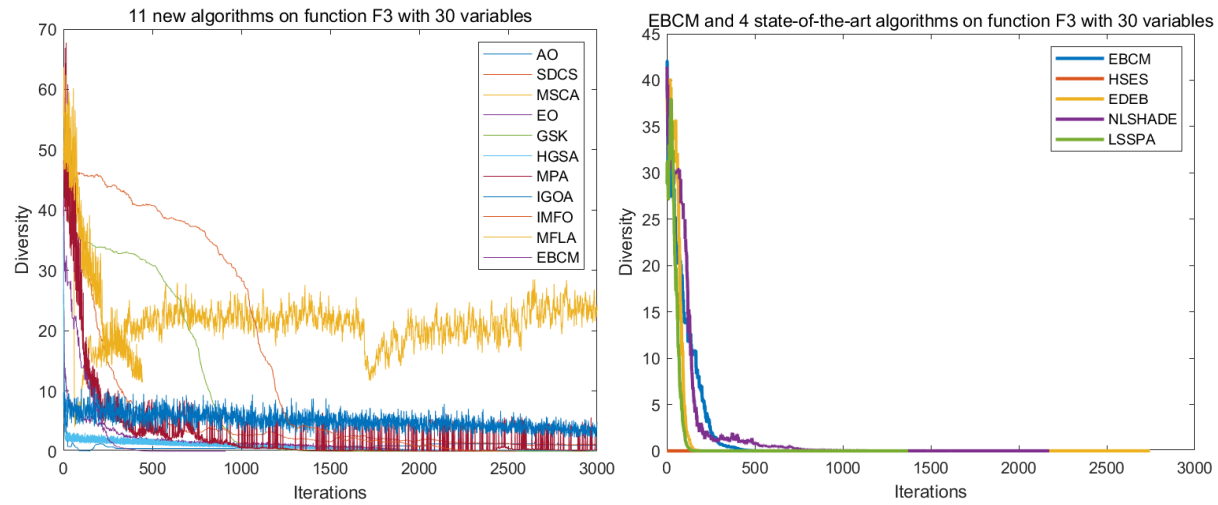 11 new algorithms on function F3 with 30 variables
70
60
50
40
30
20
10
0
Diversity
0 500 1000 1500 2000 2500 3000
Iterations
AO
SDCS
MSCA
EO
GSK
HGSA
MPA
IGOA
IMFO
MFLA
EBCM
EBCM and 4 state-of-the-art algorithms on function F3 with 30 variables
45
40
35
30
25
20
15
10
5
0
Diversity
0 500 1000 1500 2000 2500 3000
Iterations
EBCM
HSES
EDEB
NLSHADE
LSSPA